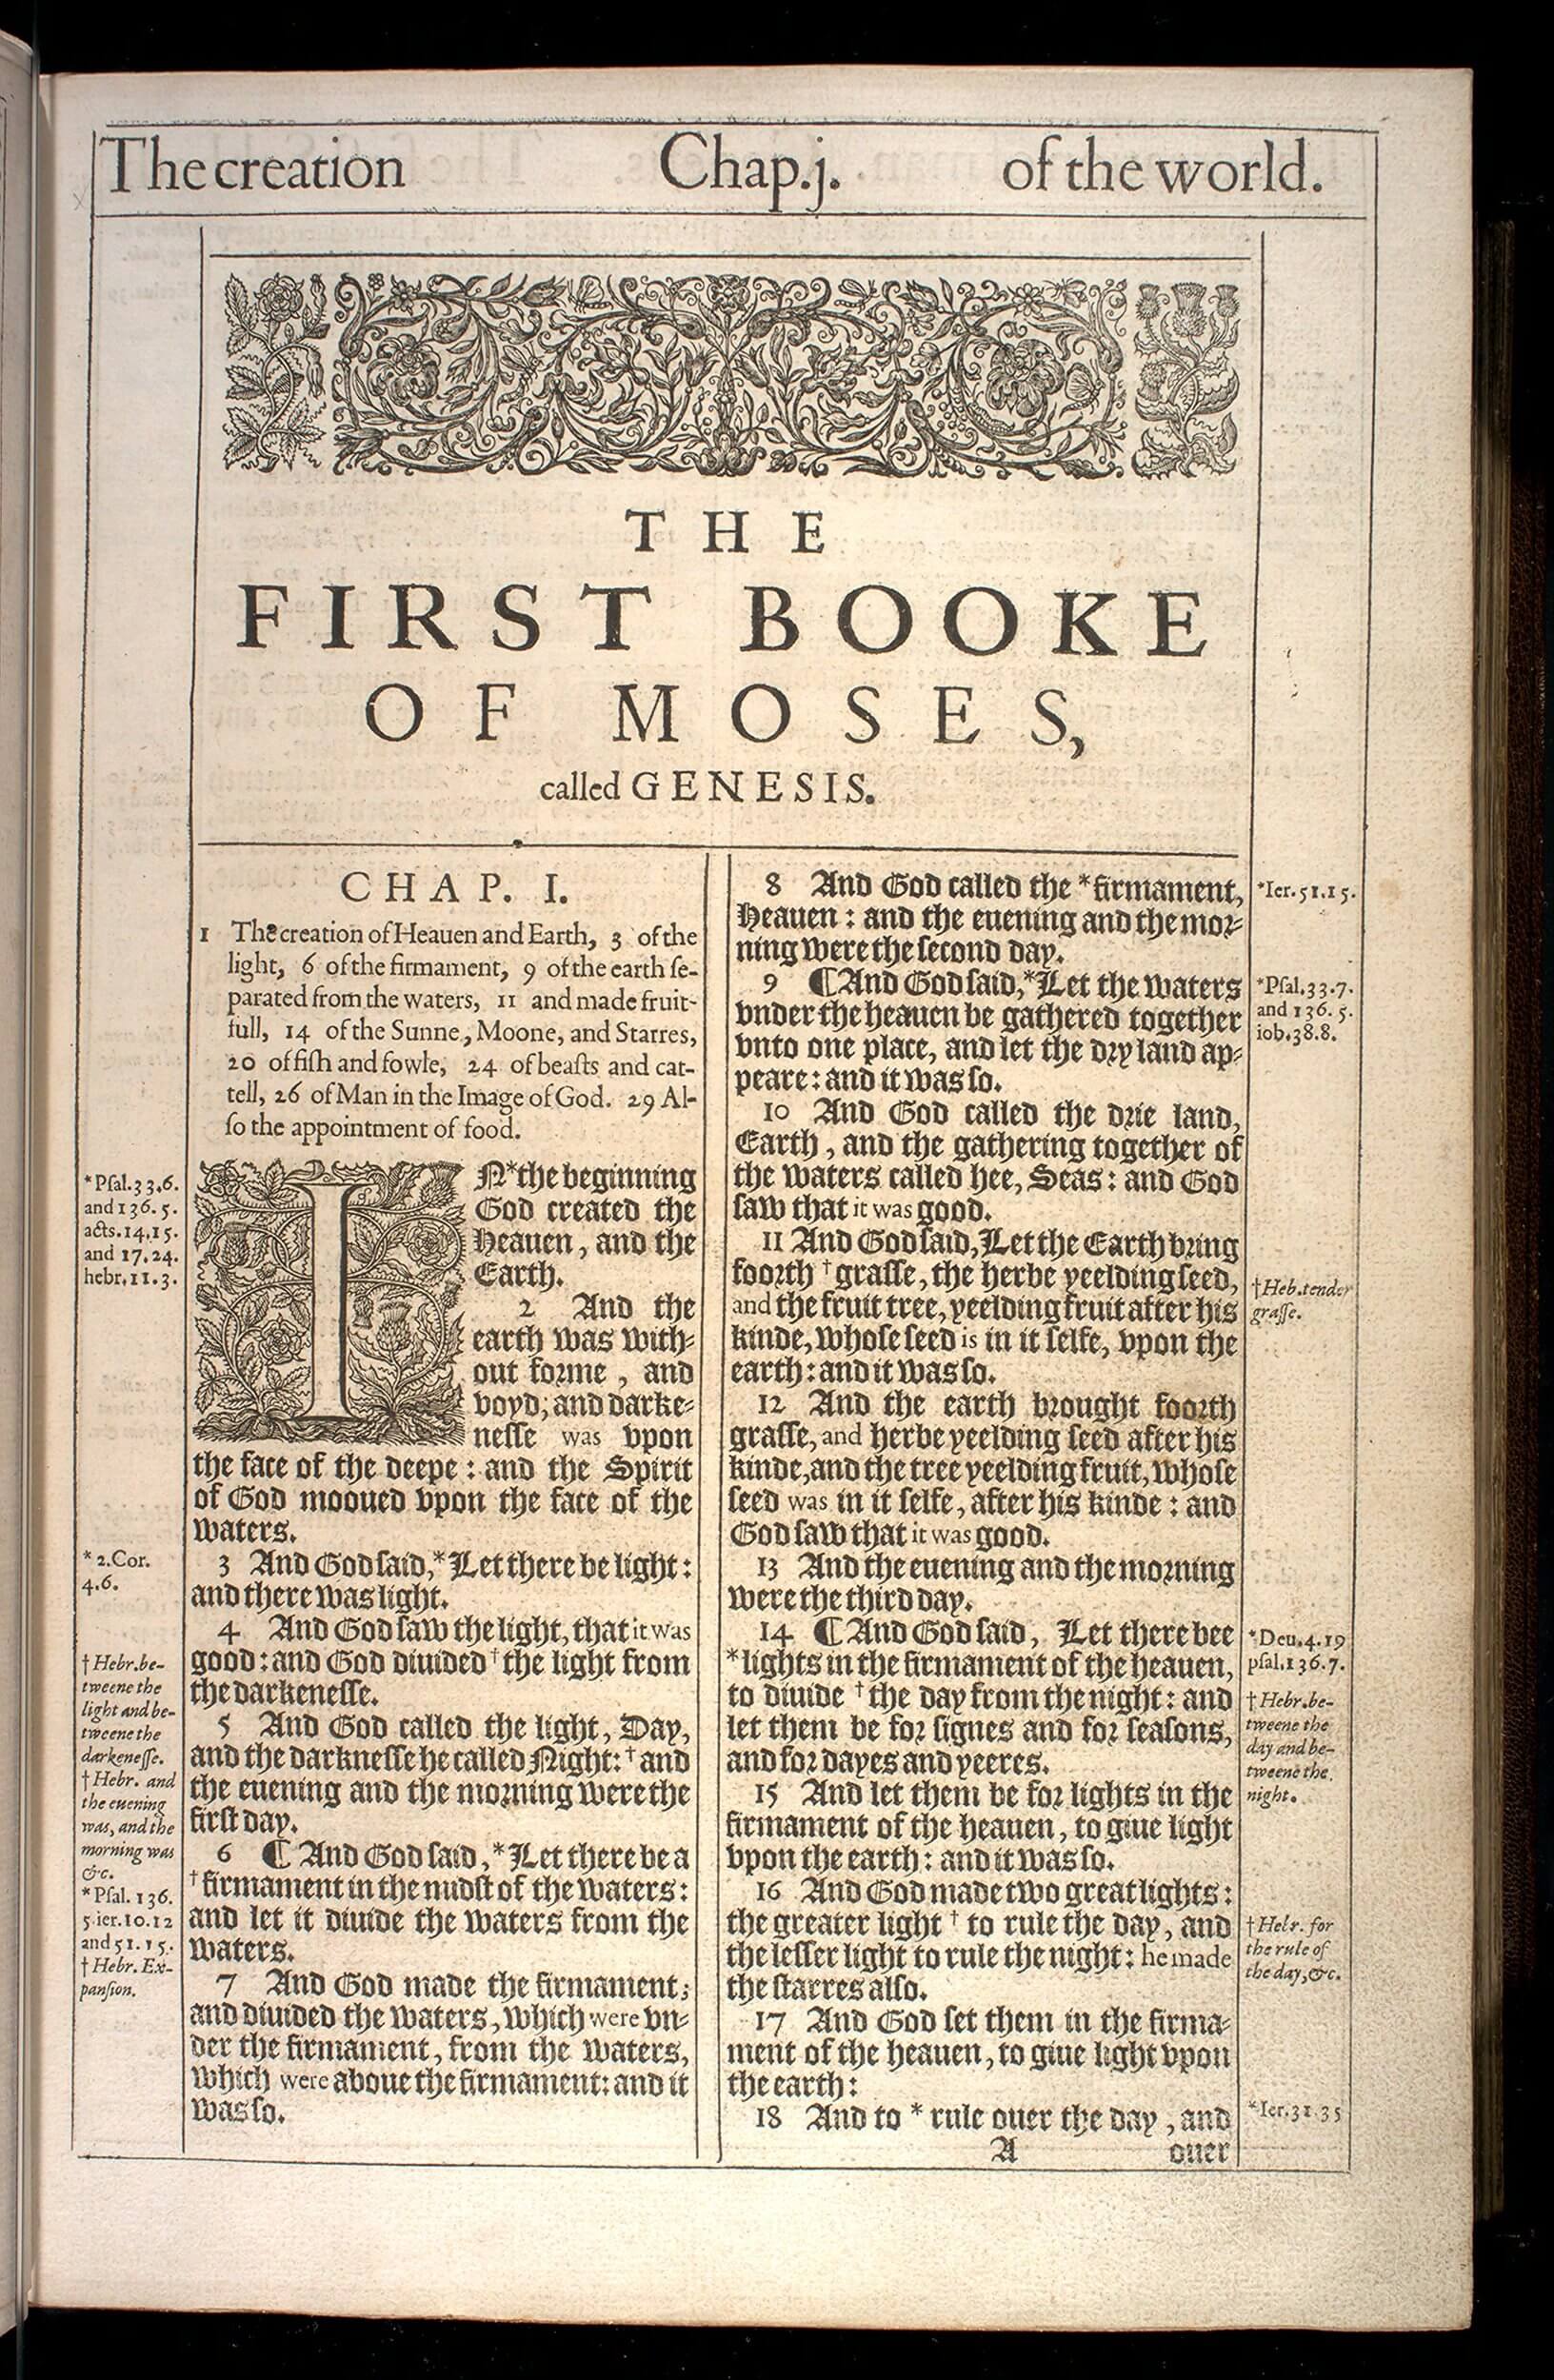 The creation Chap.j. of the world.
THE
FIRST BOOKE
OF MOSES,
called GENESIS.
CHAP. I.
1 The creation of Heauen and Earth, 3 of the
light, 6 of the firmament, 9 of the earth ſe-
parated from the waters, 11 and made fruit-
full, 14 of the Sunne, Moone, and Starres,
20 of fiſh and fowle, 24 of beaſts and cat-
tell, 26 of Man in the Image of God. 29 Al-
ſo the appointment of food.
*Pſal.33.6.
and 136.5.
acts.14.15.
and 17.24.
hebr.11.3.
IN *the beginning
God created the
Heauen, and the
Earth.
2 And the
earth was with-
out forme, and
voyd; and darke-
neſſe was vpon
the face of the deepe: and the Spirit
of God mooued vpon the face of the
waters.
*2.Cor.
4.6.
3 And God ſaid, *Let there be light:
and there was light.
4 And God ſaw the light, that it was
good: and God diuided †the light from
the darkeneſſe.
†Hebr. be-
tweene the
light and be-
tweene the
darkeneſſe.
5 And God called the light, Day,
and the darkneſſe he called Night: †and
the euening and the morning were the
firſt day.
†Hebr. and
the euening
was, and the
morning was
&c.
6 ¶ And God ſaid, *Let there be a
†firmament in the midſt of the waters:
and let it diuide the waters from the
waters.
*Pſal. 136.
5.ier.10.12
and 51.15.
†Hebr. Ex-
panſion.
7 And God made the firmament;
and diuided the waters, which were vn-
der the firmament, from the waters,
which were aboue the firmament: and it
was ſo.
8 And God called the *firmament,
Heauen: and the euening and the mor-
ning were the ſecond day.
*Ier.51.15.
9 ¶And God ſaid, *Let the waters
vnder the heauen be gathered together
vnto one place, and let the dry land ap-
peare: and it was ſo.
*Pſal.33.7.
and 136.5.
iob.38.8.
10 And God called the drie land,
Earth, and the gathering together of
the waters called hee, Seas: and God
ſaw that it was good.
11 And God ſaid, Let the Earth bring
foorth †graſſe, the herbe yeelding ſeed,
and the fruit tree, yeelding fruit after his
kinde, whoſe ſeed is in it ſelfe, vpon the
earth: and it was ſo.
†Heb. tender
graſſe.
12 And the earth brought foorth
graſſe, and herbe yeelding ſeed after his
kinde, and the tree yeelding fruit, whoſe
ſeed was in it ſelfe, after his kinde: and
God ſaw that it was good.
13 And the euening and the morning
were the third day.
14 ¶And God ſaid, Let there bee
*lights in the firmament of the heauen,
to diuide †the day from the night: and
let them be for ſignes and for ſeaſons,
and for dayes and yeeres.
*Deu.4.19
pſal.136.7.
†Hebr. be-
tweene the
day and be-
tweene the
night.
15 And let them be for lights in the
firmament of the heauen, to giue light
vpon the earth: and it was ſo.
16 And God made two great lights:
the greater light † to rule the day, and
the leſſer light to rule the night: he made
the ſtarres alſo.
†Hebr. for
the rule of
the day, &c.
17 And God ſet them in the firma-
ment of the heauen, to giue light vpon
the earth:
18 And to * rule ouer the day, and
*Ier.31.35
A ouer